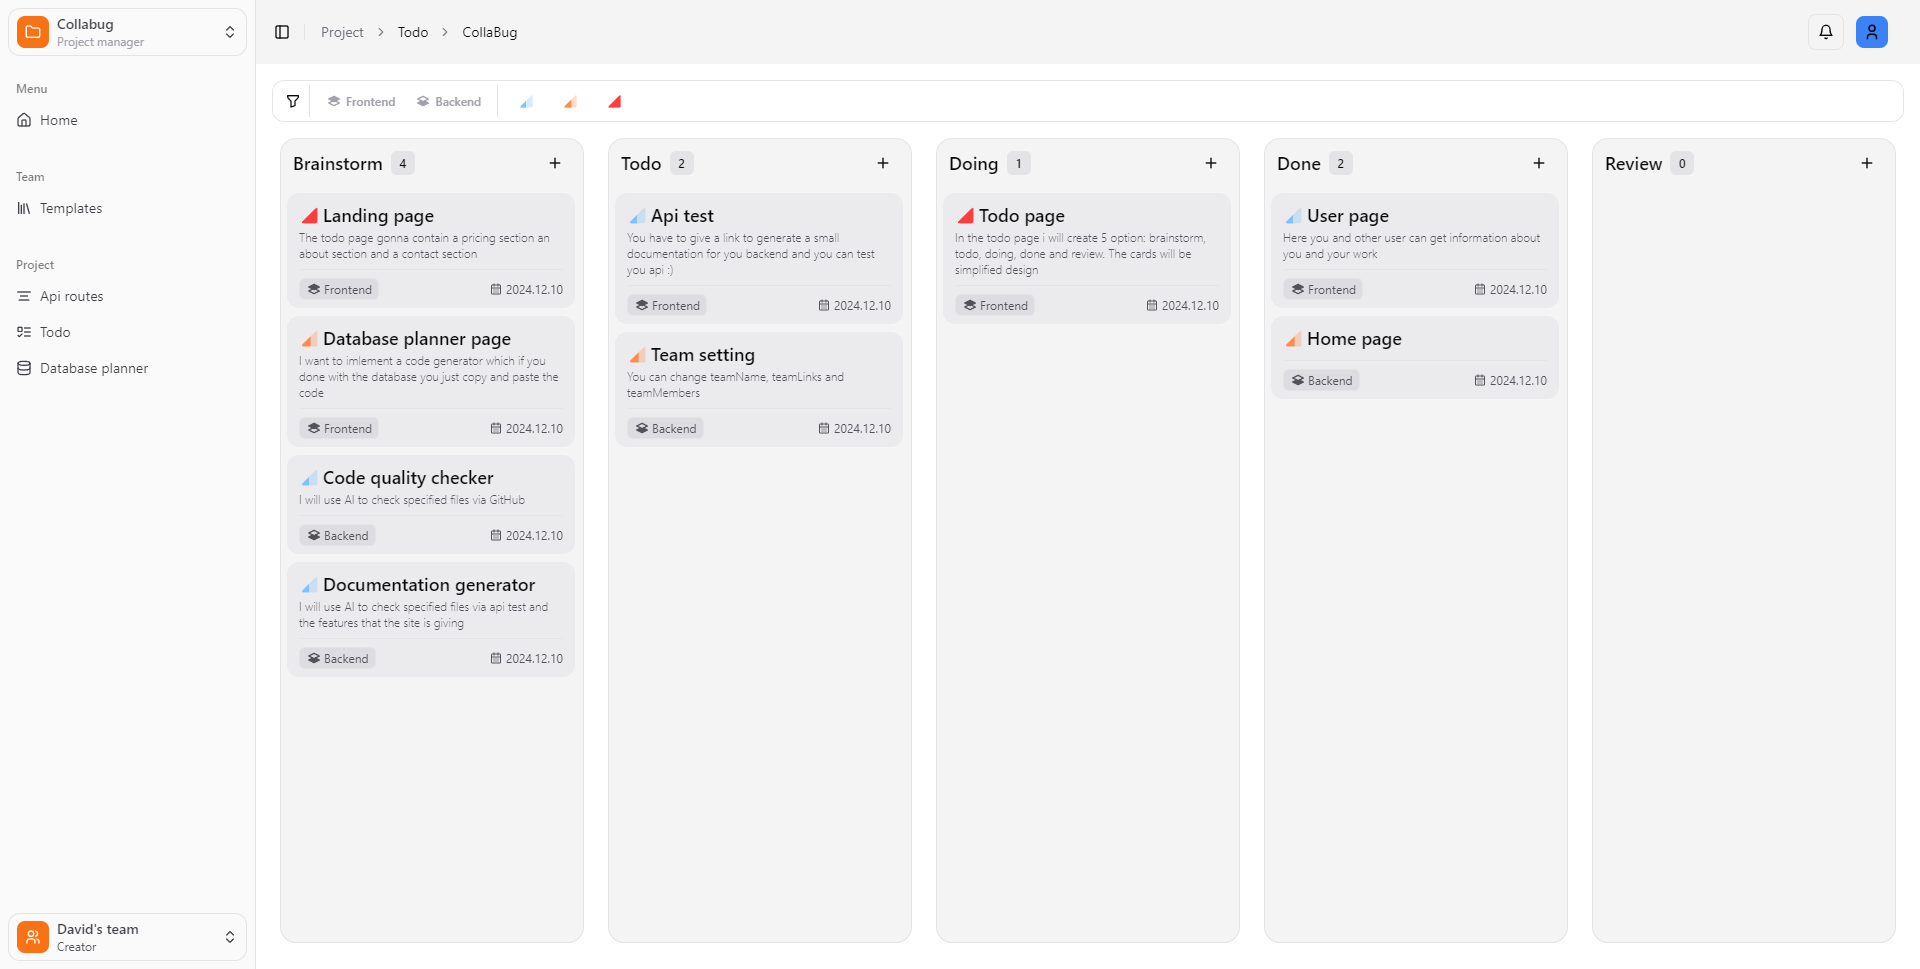 Collabug
Project manager
Menu
Home
Team
Templates
Project
Api routes
Todo
Database planner
David's team
Creator
Project > Todo > CollaBug
Frontend Backend
Brainstorm 4
Landing page
The todo page gonna contain a pricing section an
about section and a contact section
Frontend 2024.12.10
Database planner page
I want to imlement a code generator which if you
done with the database you just copy and paste the
code
Frontend 2024.12.10
Code quality checker
I will use AI to check specified files via GitHub
Backend 2024.12.10
Documentation generator
I will use AI to check specified files via api test and
the features that the site is giving
Backend 2024.12.10
Todo 2
Api test
You have to give a link to generate a small
documentation for you backend and you can test
you api :)
Frontend 2024.12.10
Team setting
You can change teamName, teamLinks and
teamMembers
Backend 2024.12.10
Doing 1
Todo page
In the todo page i will create 5 option: brainstorm,
todo, doing, done and review. The cards will be
simplified design
Frontend 2024.12.10
Done 2
User page
Here you and other user can get information about
you and your work
Frontend 2024.12.10
Home page
Backend 2024.12.10
Review 0